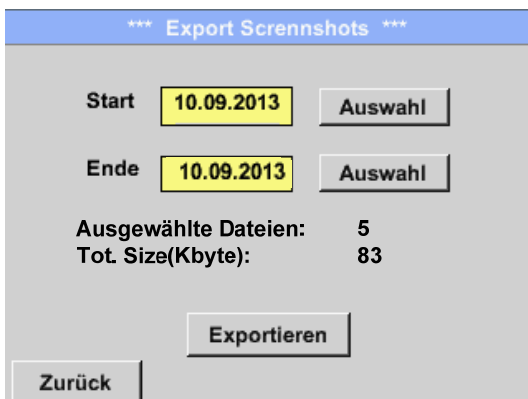 *** Export Scrennshots ***
Start 10.09.2013 Auswahl
Ende 10.09.2013 Auswahl
Ausgewählte Dateien: 5
Tot. Size(Kbyte): 83
Exportieren
Zurück